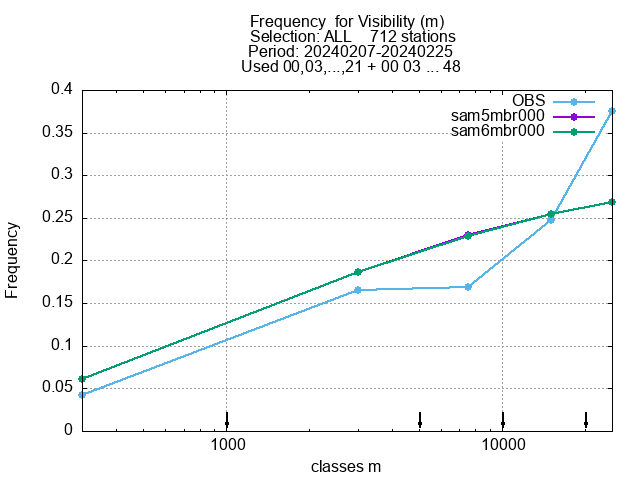 Frequency  for Visibility (m)
Selection: ALL    712 stations
Period: 20240207-20240225
Used 00,03,...,21 + 00 03 ... 48
OBS
sam5mbr000
sam6mbr000
0.4
0.35
0.3
0.25
0.2
0.15
0.1
0.05
0
Frequency
1000
10000
classes m